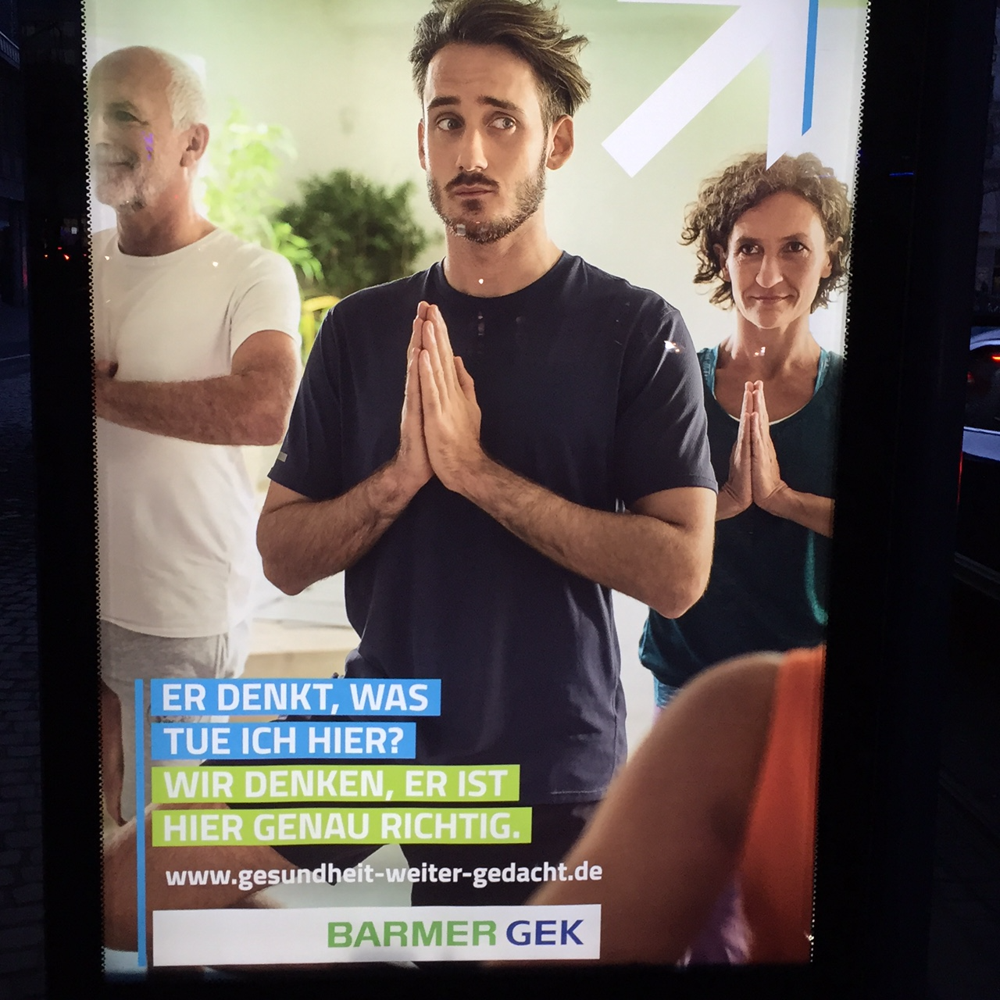 ER DENKT, WAS
TUE ICH HIER?
WIR DENKEN, ER IST
HIER GENAU RICHTIG.
www.gesundheit-weiter-gedacht.de
BARMER GEK